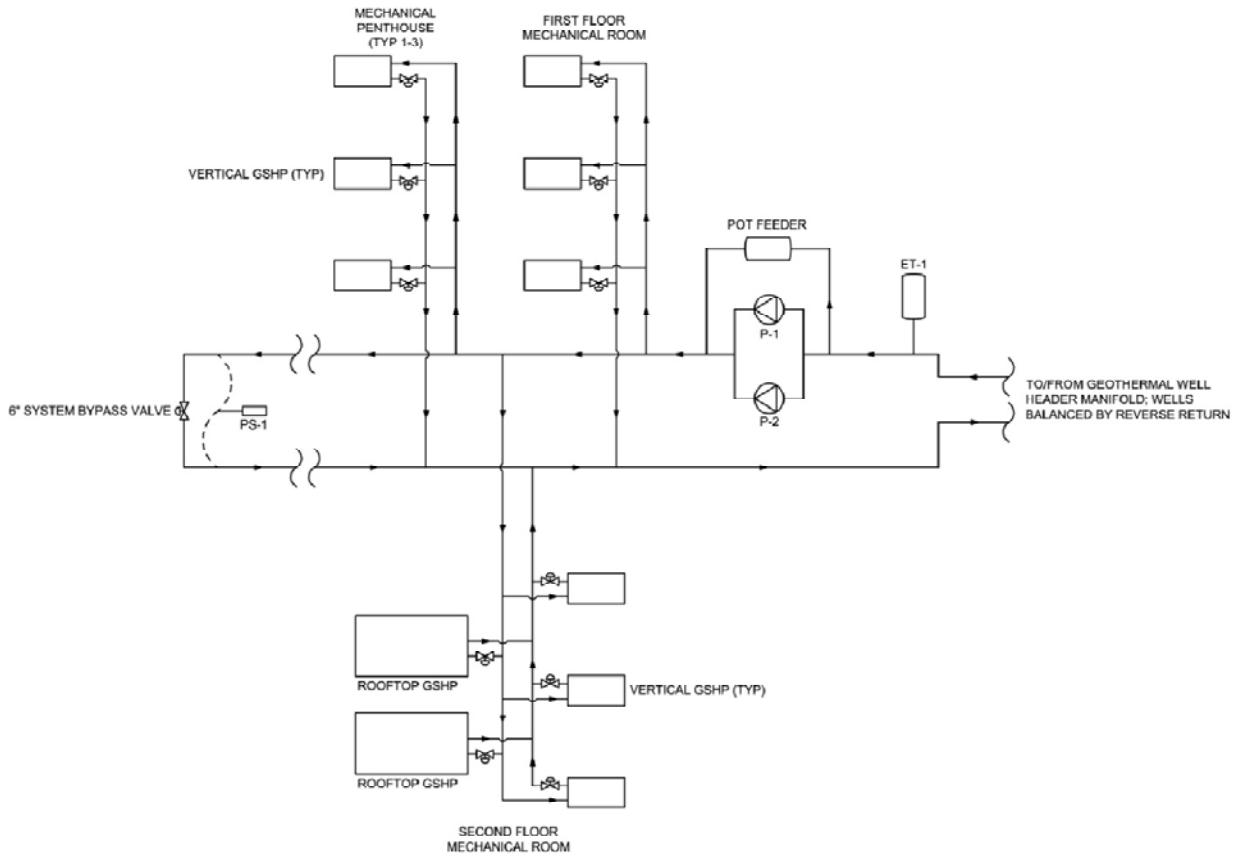 MECHANICAL
PENTHOUSE
(TYP 1-3)
FIRST FLOOR
MECHANICAL ROOM
VERTICAL GSHP (TYP)
POT FEEDER
ET-1
P-1
P-2
6" SYSTEM BYPASS VALVE
PS-1
TO/FROM GEOTHERMAL WELL
HEADER MANIFOLD; WELLS
BALANCED BY REVERSE RETURN
ROOFTOP GSHP
VERTICAL GSHP (TYP)
ROOFTOP GSHP
SECOND FLOOR
MECHANICAL ROOM